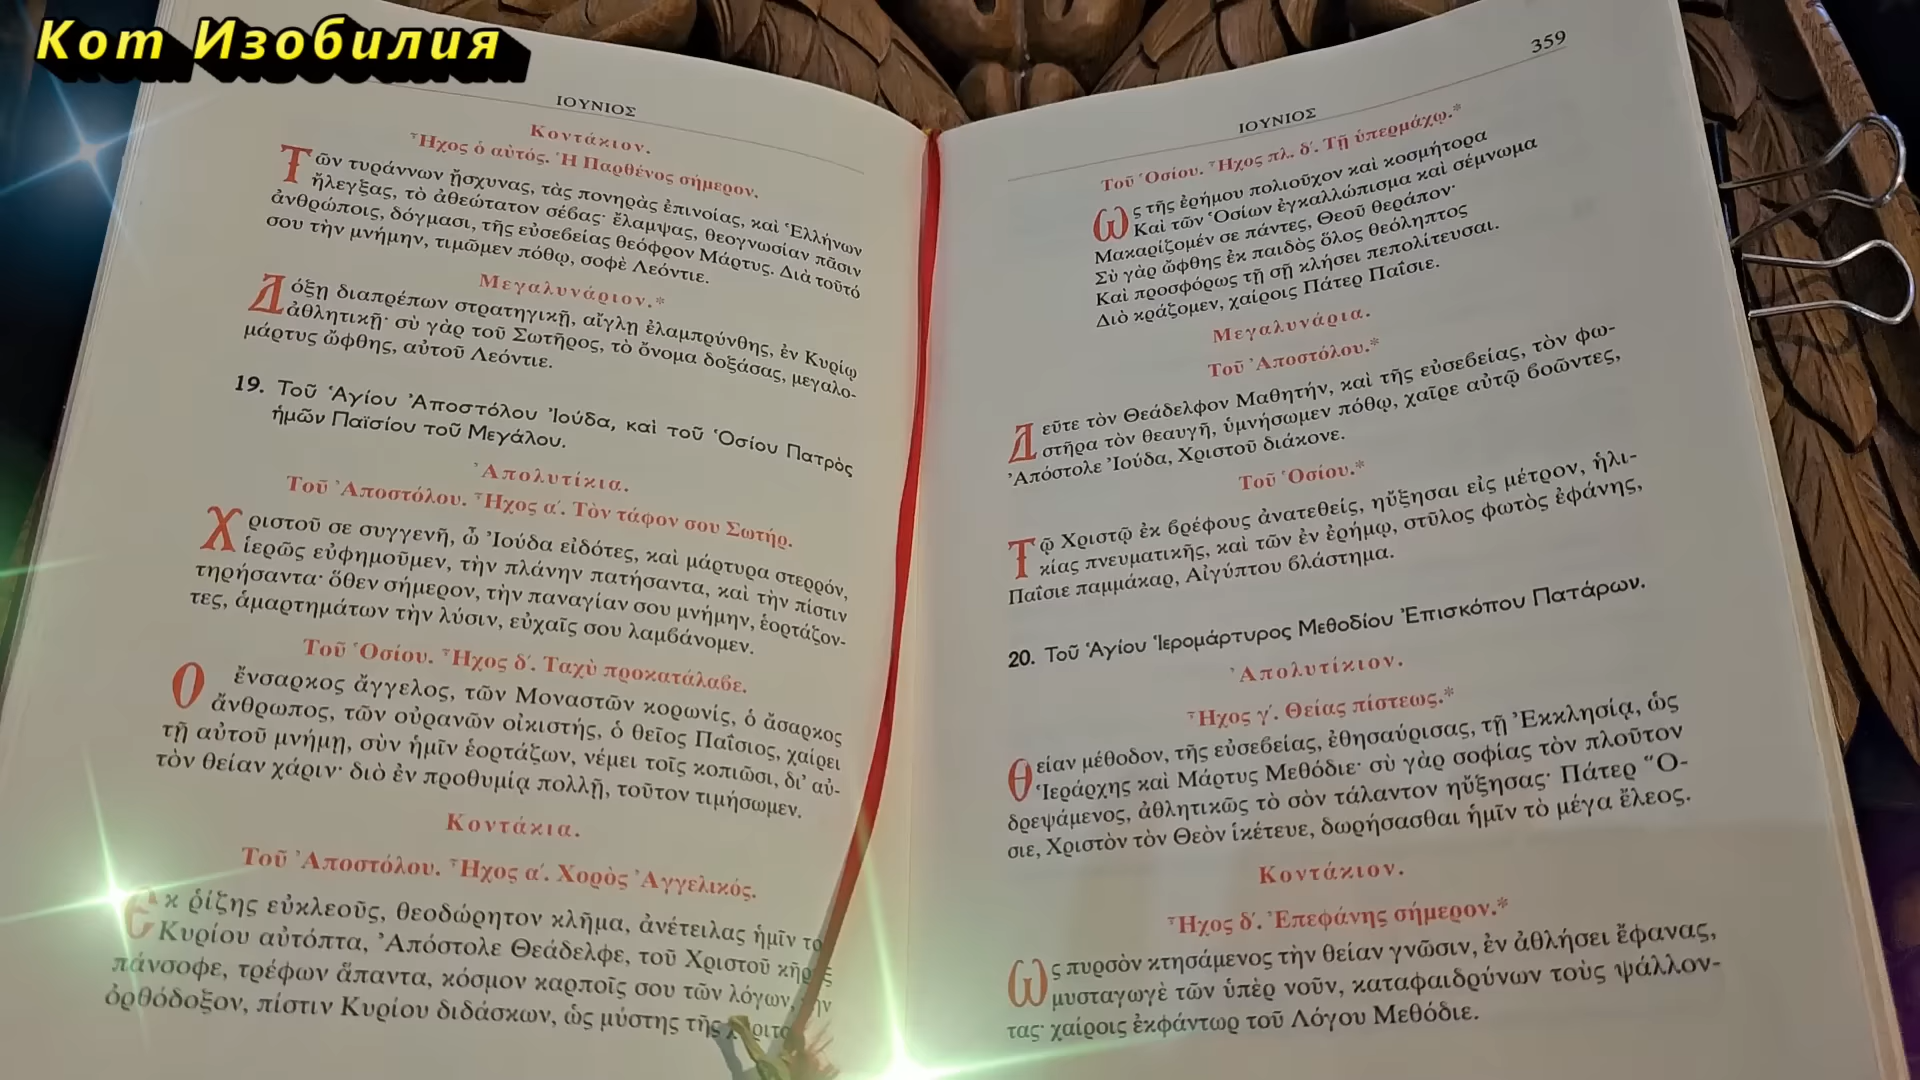 Кот Изобилия
ΙΟΥΝΙΟΣ
Κοντάκιον.
Ἦχος ὁ αὐτός. Ἡ Παρθένος σήμερον.
Τῶν τυράννων ᾔσχυνας, τὰς πονηρὰς ἐπινοίας, καὶ Ἑλλήνων
ἤλεγξας, τὸ ἀθεώτατον σέβας· ἔλαμψας, θεογνωσίαν πᾶσιν
ἀνθρώποις, δόγμασι, τῆς εὐσεβείας θεόφρον Μάρτυς. Διὰ τοῦτό
σου τὴν μνήμην, τιμῶμεν πόθῳ, σοφὲ Λεόντιε.
Μεγαλυνάριον.*
Δόξῃ διαπρέπων στρατηγικῇ, αἴγλῃ ἐλαμπρύνθης, ἐν Κυρίῳ
ἀθλητικῇ· σὺ γὰρ τοῦ Σωτῆρος, τὸ ὄνομα δοξάσας, μεγαλο-
μάρτυς ὤφθης, αὐτοῦ Λεόντιε.
19. Τοῦ Ἁγίου Ἀποστόλου Ἰούδα, καὶ τοῦ Ὁσίου Πατρὸς
ἡμῶν Παϊσίου τοῦ Μεγάλου.
Ἀπολυτίκια.
Τοῦ Ἀποστόλου. Ἦχος α΄. Τὸν τάφον σου Σωτήρ.
Χριστοῦ σε συγγενῆ, ὦ Ἰούδα εἰδότες, καὶ μάρτυρα στερρόν,
ἱερῶς εὐφημοῦμεν, τὴν πλάνην πατήσαντα, καὶ τὴν πίστιν
τηρήσαντα· ὅθεν σήμερον, τὴν παναγίαν σου μνήμην, ἑορτάζον-
τες, ἁμαρτημάτων τὴν λύσιν, εὐχαῖς σου λαμβάνομεν.
Τοῦ Ὁσίου. Ἦχος δ΄. Ταχὺ προκατάλαβε.
Ὁ ἔνσαρκος ἄγγελος, τῶν Μοναστῶν κορωνίς, ὁ ἄσαρκος
ἄνθρωπος, τῶν οὐρανῶν οἰκιστής, ὁ θεῖος Παΐσιος, χαίρει
τῇ αὐτοῦ μνήμῃ, σὺν ἡμῖν ἑορτάζων, νέμει τοῖς κοπιῶσι, δι' αὐ-
τὸν θείαν χάριν· διὸ ἐν προθυμίᾳ πολλῇ, τοῦτον τιμήσωμεν.
Κοντάκια.
Τοῦ Ἀποστόλου. Ἦχος α΄. Χορὸς Ἀγγελικός.
Ἐκ ῥίζης εὐκλεοῦς, θεοδώρητον κλῆμα, ἀνέτειλας ἡμῖν τοῦ
Κυρίου αὐτόπτα, Ἀπόστολε Θεάδελφε, τοῦ Χριστοῦ κῆρυξ
πάνσοφε, τρέφων ἅπαντα, κόσμον καρποῖς σου τῶν λόγων, τὴν
ὀρθόδοξον, πίστιν Κυρίου διδάσκων, ὡς μύστης τῆς
359
ΙΟΥΝΙΟΣ
Τοῦ Ὁσίου. Ἦχος πλ. δ΄. Τῇ ὑπερμάχῳ.*
Ὡς τῆς ἐρήμου πολιοῦχον καὶ κοσμήτορα
Καὶ τῶν Ὁσίων ἐγκαλλώπισμα καὶ σέμνωμα
Μακαρίζομέν σε πάντες, Θεοῦ θεράπον·
Σὺ γὰρ ὤφθης ἐκ παιδὸς ὅλος θεόληπτος
Καὶ προσφόρως τῇ σῇ κλήσει πεπολίτευσαι.
Διὸ κράζομεν, χαίροις Πάτερ Παΐσιε.
Μεγαλυνάρια.
Τοῦ Ἀποστόλου.*
Δεῦτε τὸν Θεάδελφον Μαθητήν, καὶ τῆς εὐσεβείας, τὸν φω-
στῆρα τὸν θεαυγῆ, ὑμνήσωμεν πόθῳ, χαῖρε αὐτῷ βοῶντες,
Ἀπόστολε Ἰούδα, Χριστοῦ διάκονε.
Τοῦ Ὁσίου.*
Τῷ Χριστῷ ἐκ βρέφους ἀνατεθείς, ηὔξησαι εἰς μέτρον, ἡλι-
κίας πνευματικῆς, καὶ τῶν ἐν ἐρήμῳ, στῦλος φωτὸς ἐφάνης,
Παΐσιε παμμάκαρ, Αἰγύπτου βλάστημα.
20. Τοῦ Ἁγίου Ἱερομάρτυρος Μεθοδίου Ἐπισκόπου Πατάρων.
Ἀπολυτίκιον.
Ἦχος γ΄. Θείας πίστεως.*
Θείαν μέθοδον, τῆς εὐσεβείας, ἐθησαύρισας, τῇ Ἐκκλησίᾳ, ὡς
Ἱεράρχης καὶ Μάρτυς Μεθόδιε· σὺ γὰρ σοφίας τὸν πλοῦτον
δρεψάμενος, ἀθλητικῶς τὸ σὸν τάλαντον ηὔξησας· Πάτερ Ὅ-
σιε, Χριστὸν τὸν Θεὸν ἱκέτευε, δωρήσασθαι ἡμῖν τὸ μέγα ἔλεος.
Κοντάκιον.
Ἦχος δ΄. Ἐπεφάνης σήμερον.*
Ὡς πυρσὸν κτησάμενος τὴν θείαν γνῶσιν, ἐν ἀθλήσει ἔφανας,
μυσταγωγὲ τῶν ὑπὲρ νοῦν, καταφαιδρύνων τοὺς ψάλλον-
τας· χαίροις ἐκφάντωρ τοῦ Λόγου Μεθόδιε.